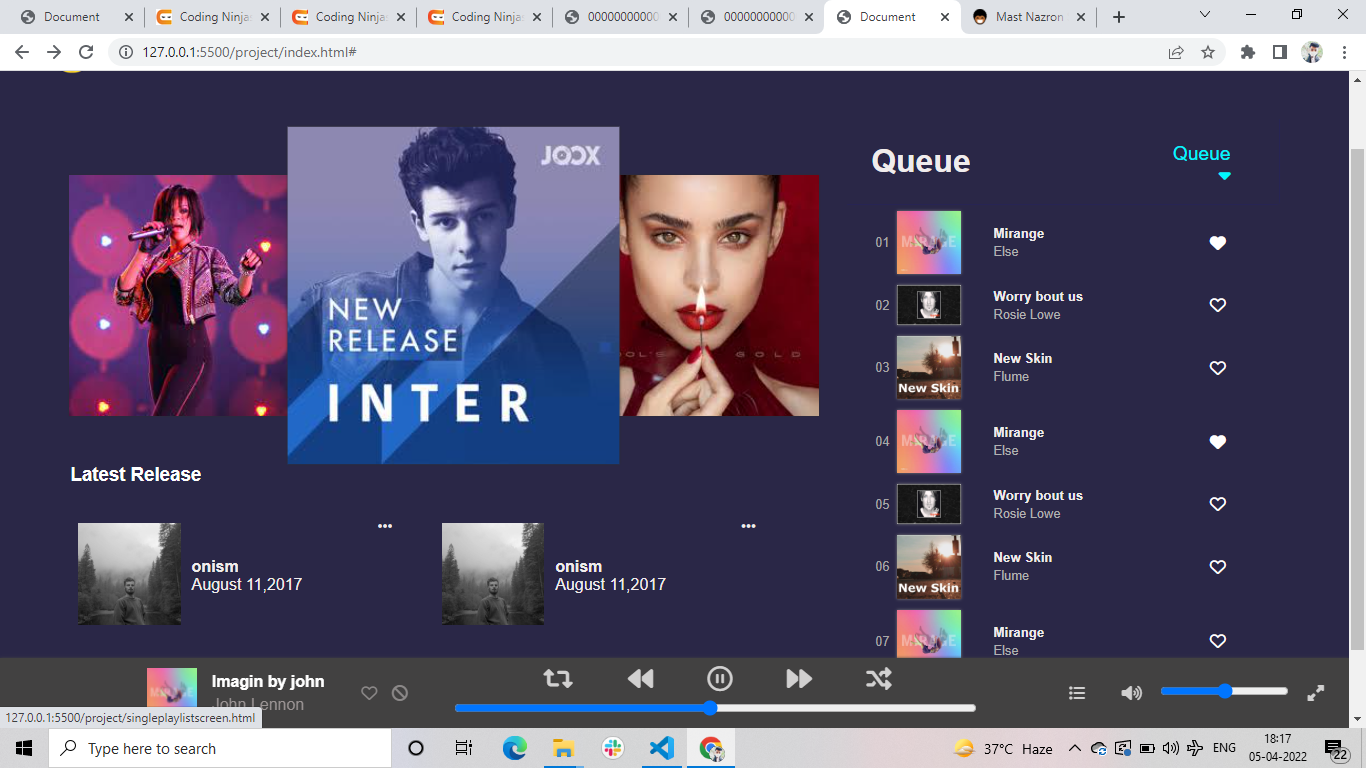 Document
Coding Ninja
Coding Ninja
Coding Ninja
00000000000
00000000000
Document
Mast Nazron
127.0.0.1:5500/project/index.html#
JOOX
NEW
RELEASE
INTER
GOLD
Queue
Queue
01
MIRAGE
Mirange
Else
02
Worry bout us
Rosie Lowe
03
New Skin
New Skin
Flume
04
MIRAGE
Mirange
Else
05
Worry bout us
Rosie Lowe
06
New Skin
New Skin
Flume
07
MIRAGE
Mirange
Else
Latest Release
onism
August 11,2017
onism
August 11,2017
Imagin by john
John Lennon
127.0.0.1:5500/project/singleplaylistscreen.html
Type here to search
37°C Haze
ENG
18:17
05-04-2022
22